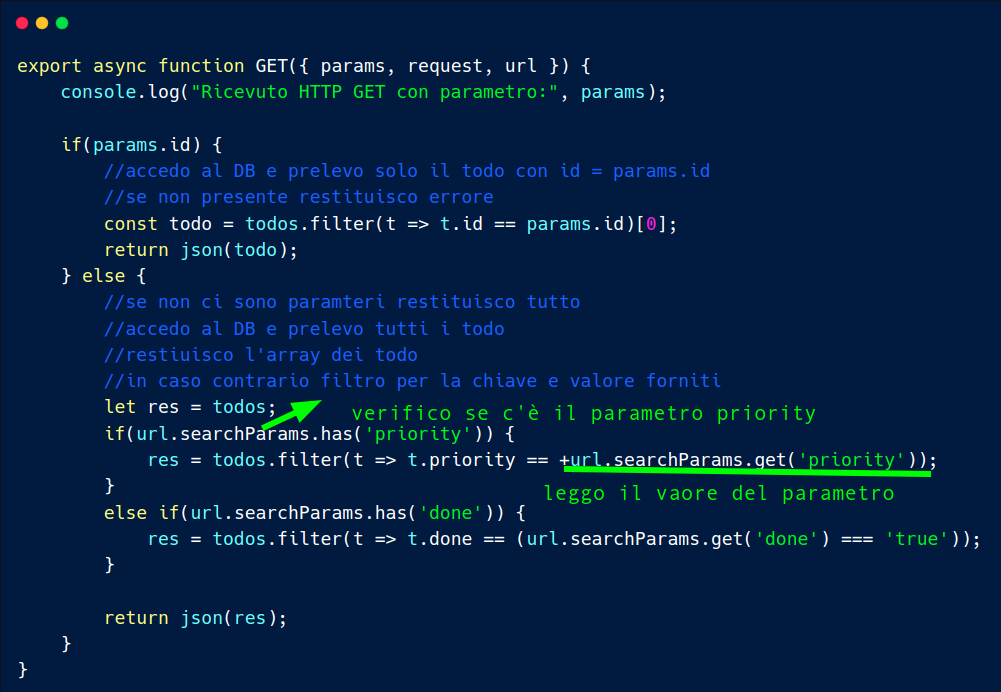 export async function GET({ params, request, url }) {
console.log("Ricevuto HTTP GET con parametro:", params);
if(params.id) {
//accedo al DB e prelevo solo il todo con id = params.id
//se non presente restituisco errore
const todo = todos.filter(t => t.id == params.id)[0];
return json(todo);
} else {
//se non ci sono paramteri restituisco tutto
//accedo al DB e prelevo tutti i todo
//restiuisco l'array dei todo
//in caso contrario filtro per la chiave e valore forniti
let res = todos;
verifico se c'è il parametro priority
if(url.searchParams.has('priority')) {
res = todos.filter(t => t.priority == +url.searchParams.get('priority'));
}
leggo il vaore del parametro
else if(url.searchParams.has('done')) {
res = todos.filter(t => t.done == (url.searchParams.get('done') === 'true'));
}
return json(res);
}
}